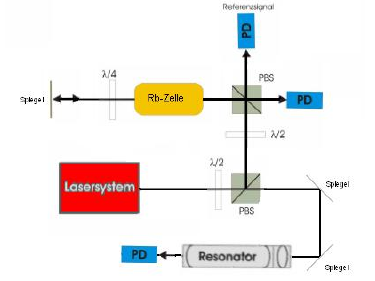 Referenzsignal
PD
λ/4
PBS
Spiegel
Rb-Zelle
PD
λ/2
λ/2
Lasersystem
Spiegel
PBS
PD
Resonator
Spiegel